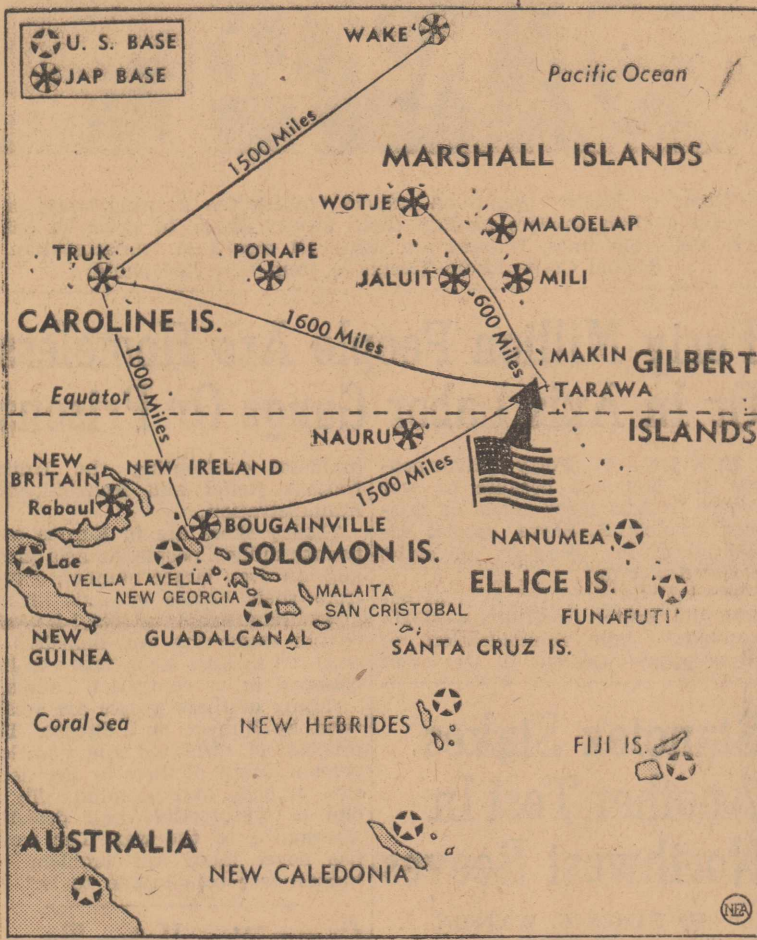 U. S. BASE
JAP BASE
WAKE
Pacific Ocean
1500 Miles
MARSHALL ISLANDS
WOTJE
MALOELAP
TRUK
PONAPE
JALUIT
MILI
CAROLINE IS.
1600 Miles
600 Miles
1000 Miles
MAKIN
GILBERT
TARAWA
Equator
ISLANDS
NAURU
1500 Miles
NEW
BRITAIN
NEW IRELAND
Rabaul
BOUGAINVILLE
NANUMEA
Lae
SOLOMON IS.
VELLA LAVELLA
NEW GEORGIA
MALAITA
SAN CRISTOBAL
ELLICE IS.
FUNAFUTI
NEW
GUINEA
GUADALCANAL
SANTA CRUZ IS.
Coral Sea
NEW HEBRIDES
FIJI IS.
AUSTRALIA
NEW CALEDONIA
NEA